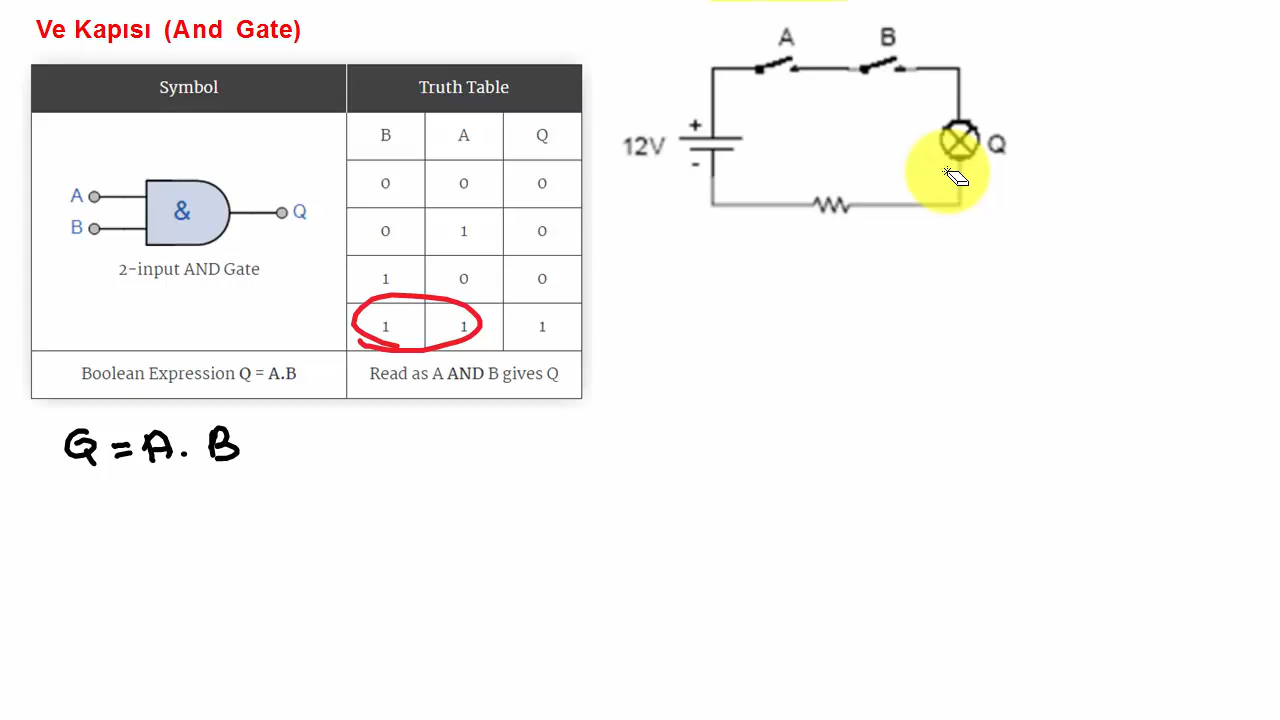 Ve Kapısı (And Gate)
Symbol Truth Table
B A Q
0 0 0
0 1 0
1 0 0
1 1 1
A
B
&
Q
2-input AND Gate
Boolean Expression Q = A.B Read as A AND B gives Q
Q = A . B
A B
12V
+
-
Q